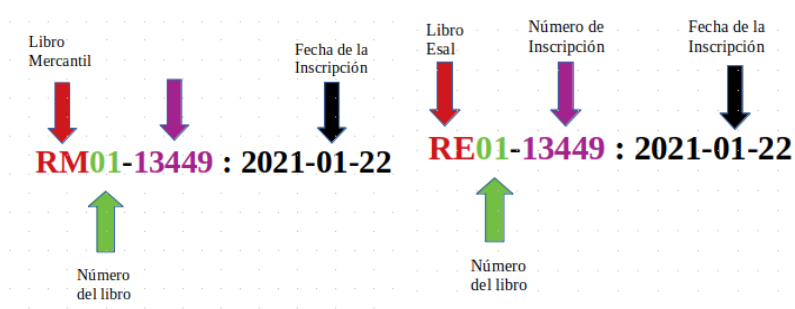 Libro
Mercantil
Fecha de la
Inscripción
RM01-13449 : 2021-01-22
Número
del libro
Libro
Esal
Número de
Inscripción
Fecha de la
Inscripción
RE01-13449 : 2021-01-22
Número
del libro